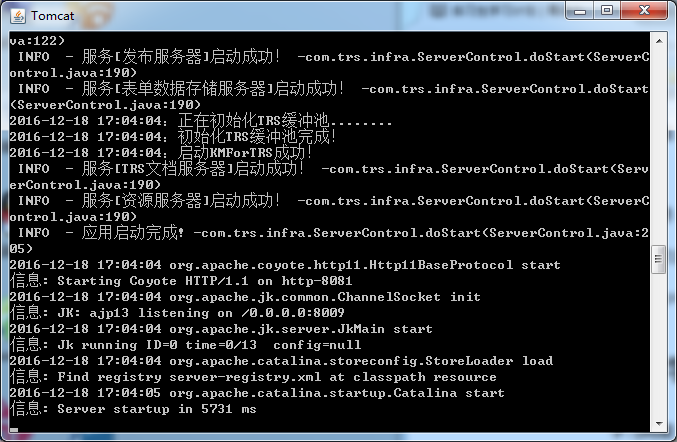 Tomcat
va:122)
INFO - 服务[发布服务器]启动成功! -com.trs.infra.ServerControl.doStart(ServerC
ontrol.java:190)
INFO - 服务[表单数据存储服务器]启动成功! -com.trs.infra.ServerControl.doStart
(ServerControl.java:190)
2016-12-18 17:04:04; 正在初始化TRS缓冲池........
2016-12-18 17:04:04; 初始化TRS缓冲池完成!
2016-12-18 17:04:04; 启动KMForTRS成功!
INFO - 服务[TRS文档服务器]启动成功! -com.trs.infra.ServerControl.doStart(Serv
erControl.java:190)
INFO - 服务[资源服务器]启动成功! -com.trs.infra.ServerControl.doStart(ServerC
ontrol.java:190)
INFO - 应用启动完成! -com.trs.infra.ServerControl.doStart(ServerControl.java:2
05)
2016-12-18 17:04:04 org.apache.coyote.http11.Http11BaseProtocol start
信息: Starting Coyote HTTP/1.1 on http-8081
2016-12-18 17:04:04 org.apache.jk.common.ChannelSocket init
信息: JK: ajp13 listening on /0.0.0.0:8009
2016-12-18 17:04:04 org.apache.jk.server.JkMain start
信息: Jk running ID=0 time=0/13 config=null
2016-12-18 17:04:04 org.apache.catalina.storeconfig.StoreLoader load
信息: Find registry server-registry.xml at classpath resource
2016-12-18 17:04:05 org.apache.catalina.startup.Catalina start
信息: Server startup in 5731 ms